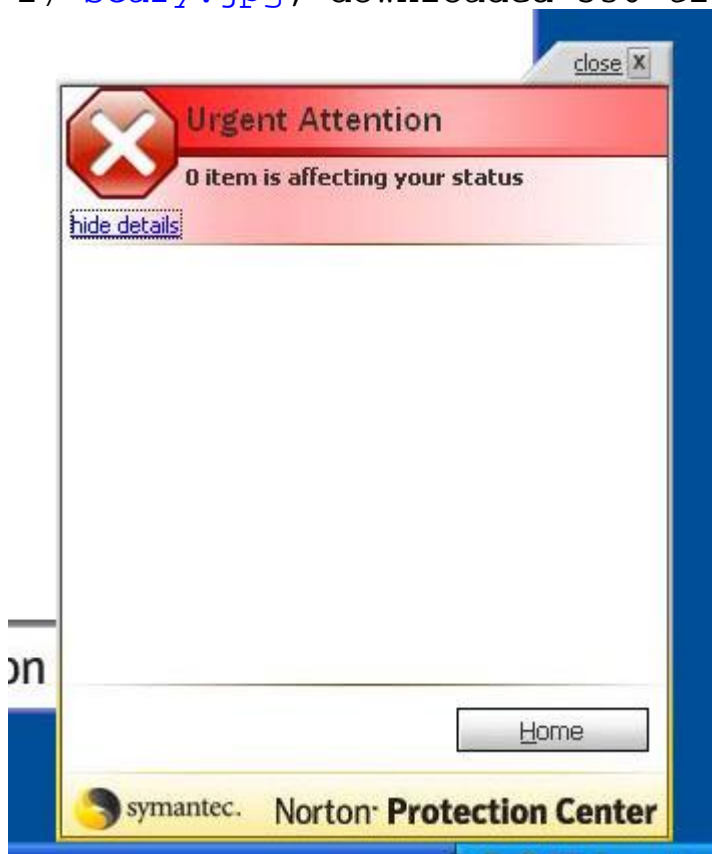 close X
Urgent Attention
0 item is affecting your status
hide details
on
Home
symantec. Norton· Protection Center